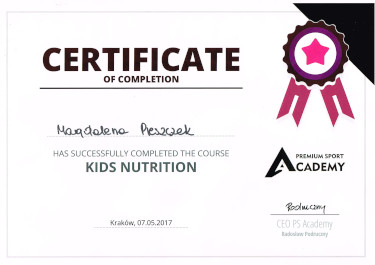 CERTIFICATE
OF COMPLETION
Magdalena Pieszczek
HAS SUCCESSFULLY COMPLETED THE COURSE
KIDS NUTRITION
PREMIUM SPORT
ACADEMY
Kraków, 07.05.2017
Podruczny
CEO PS Academy
Radosław Podruczny